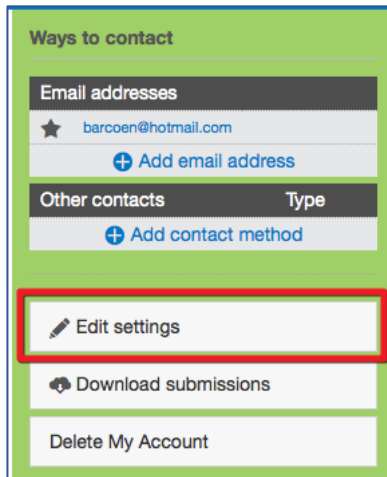 Ways to contact
Email addresses
barcoen@hotmail.com
Add email address
Other contacts Type
Add contact method
Edit settings
Download submissions
Delete My Account